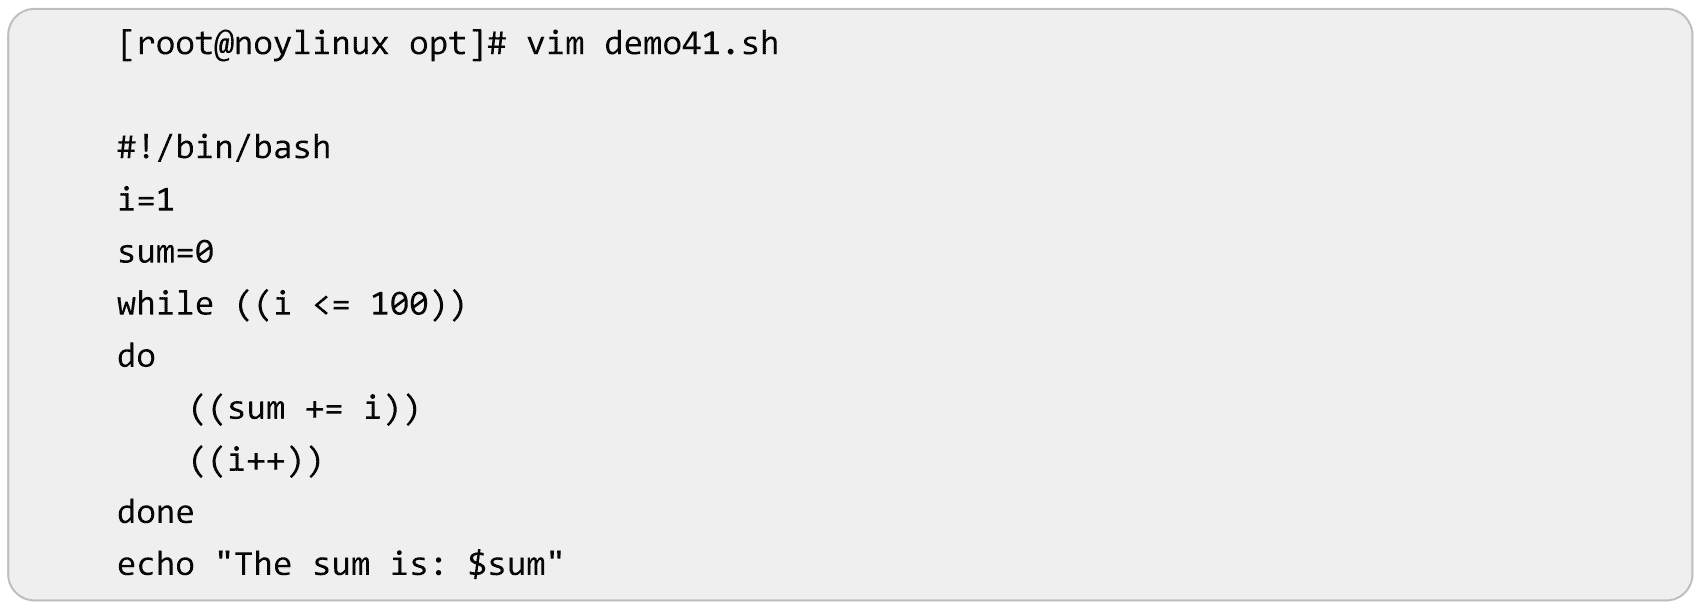 [root@noylinux opt]# vim demo41.sh
#!/bin/bash
i=1
sum=0
while ((i <= 100))
do
    ((sum += i))
    ((i++))
done
echo "The sum is: $sum"